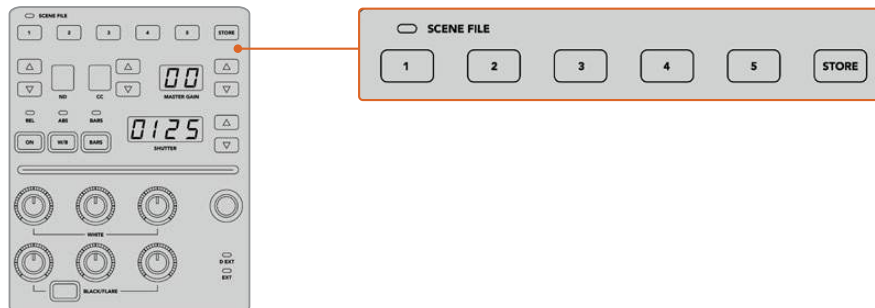 SCENE FILE
1 2 3 4 5 STORE
00
ND CC MASTER GAIN
REL ABS BARS
ON W/B BARS
0125
SHUTTER
WHITE
D EXT
EXT
BLACK/FLARE
SCENE FILE
1 2 3 4 5 STORE